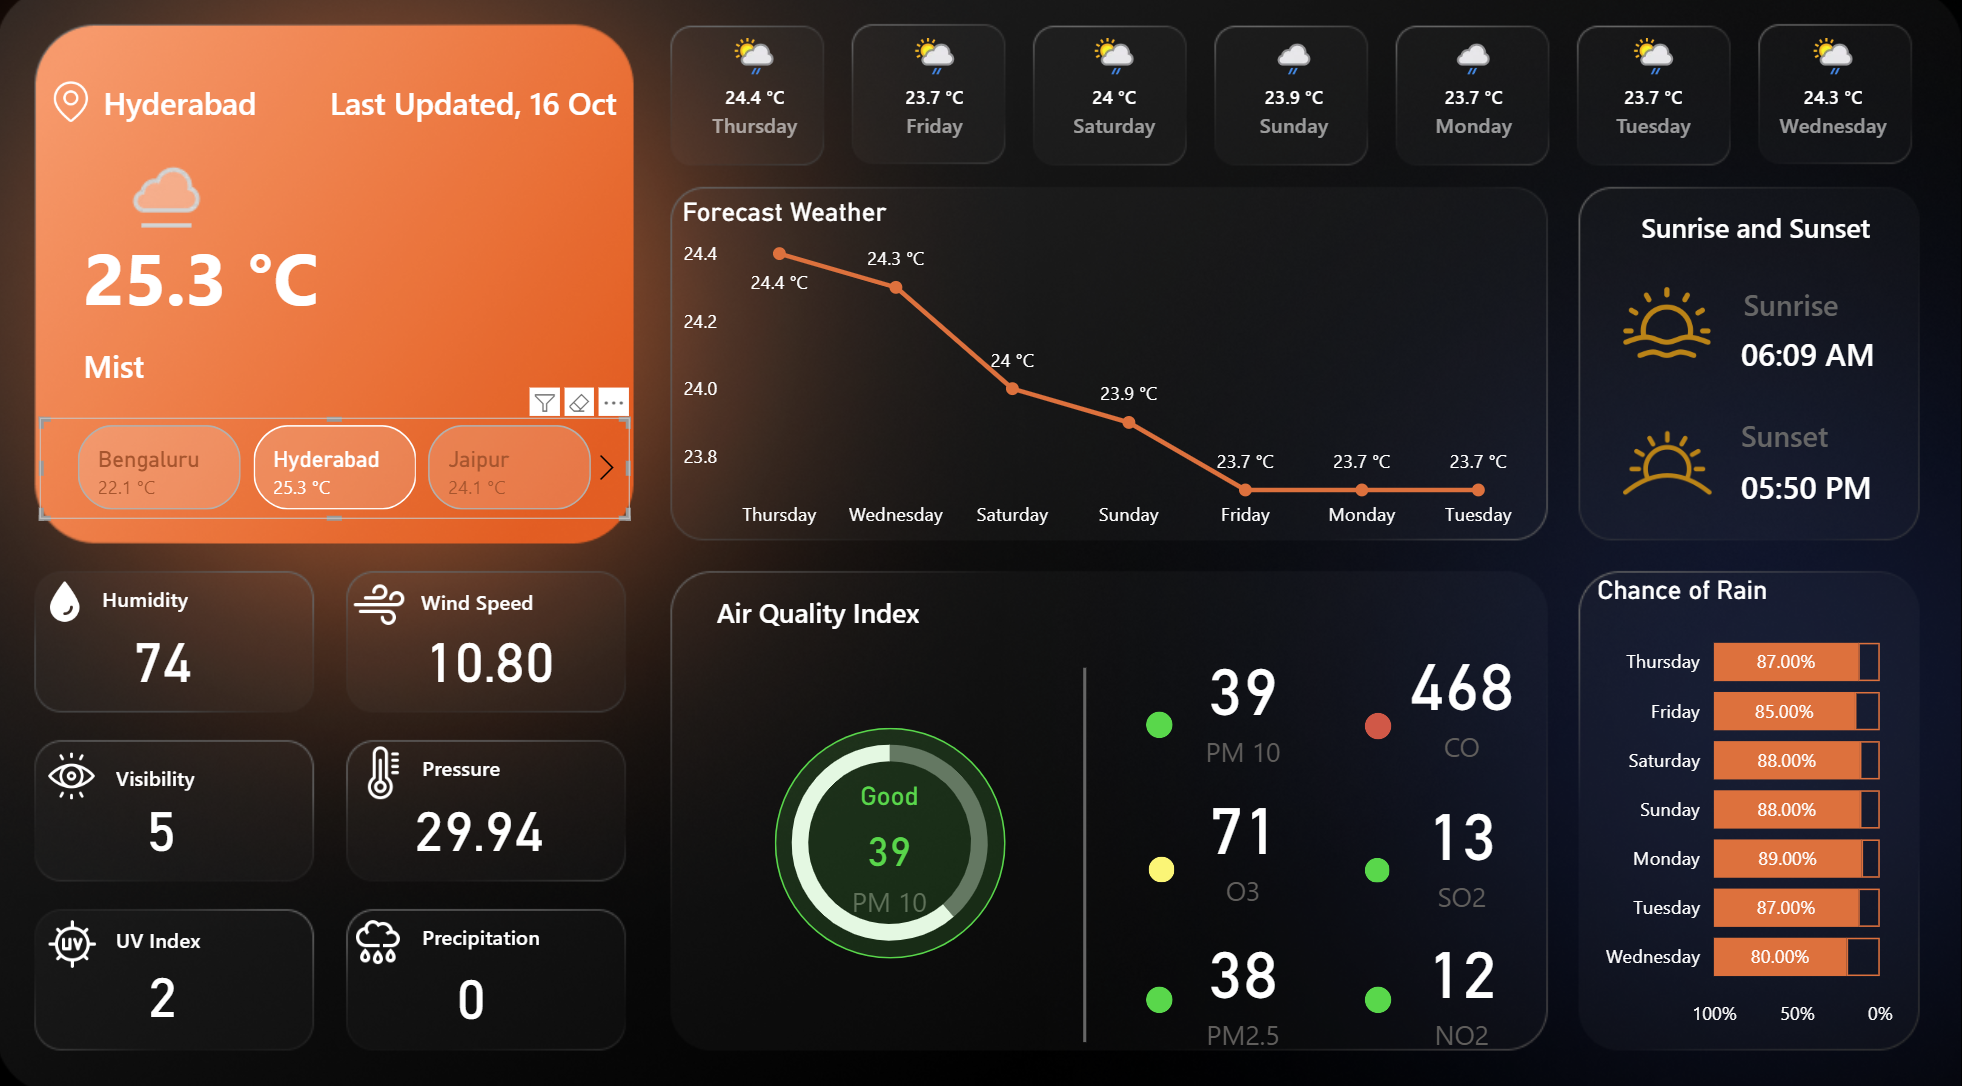 Hyderabad
Last Updated, 16 Oct
25.3 °C
Mist
Bengaluru
22.1 °C
Hyderabad
25.3 °C
Jaipur
24.1 °C
24.4 °C
Thursday
23.7 °C
Friday
24 °C
Saturday
23.9 °C
Sunday
23.7 °C
Monday
23.7 °C
Tuesday
24.3 °C
Wednesday
Forecast Weather
24.4
24.2
24.0
23.8
24.4 °C
24.3 °C
24 °C
23.9 °C
23.7 °C
23.7 °C
23.7 °C
Thursday
Wednesday
Saturday
Sunday
Friday
Monday
Tuesday
Sunrise and Sunset
Sunrise
06:09 AM
Sunset
05:50 PM
Humidity
74
Wind Speed
10.80
Visibility
5
Pressure
29.94
UV
UV Index
2
Precipitation
0
Air Quality Index
Good
39
PM 10
39
PM 10
468
CO
71
O3
13
SO2
38
PM2.5
12
NO2
Chance of Rain
Thursday 87.00%
Friday 85.00%
Saturday 88.00%
Sunday 88.00%
Monday 89.00%
Tuesday 87.00%
Wednesday 80.00%
100% 50% 0%